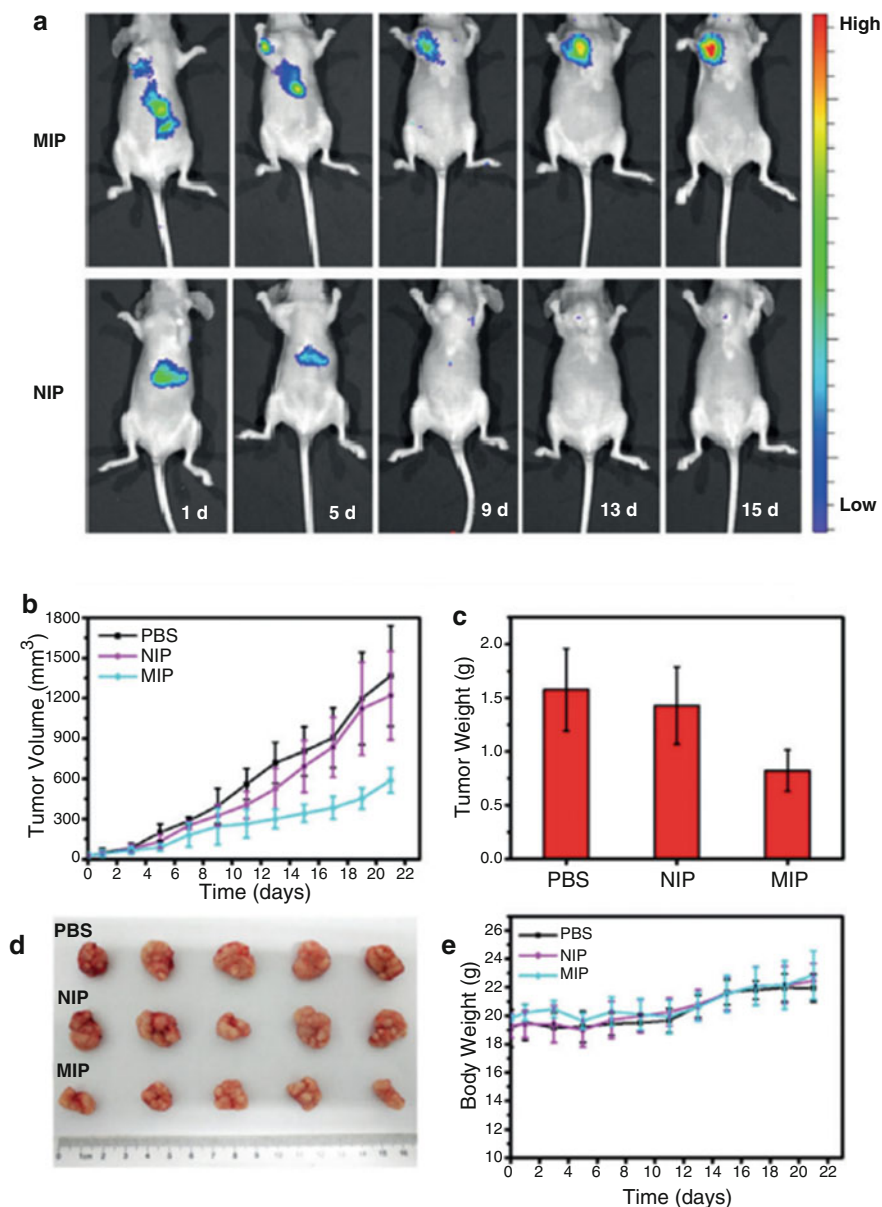 a
High
MIP
NIP
Low
1 d 5 d 9 d 13 d 15 d
b
1800
1500
1200
900
600
300
0
Tumor Volume (mm³)
PBS
NIP
MIP
0 2 4 6 8 10 12 14 16 18 20 22
Time (days)
c
2.0
1.5
1.0
0.5
0.0
Tumor Weight (g)
PBS NIP MIP
d
PBS
NIP
MIP
e
26
24
22
20
18
16
14
12
10
Body Weight (g)
PBS
NIP
MIP
0 2 4 6 8 10 12 14 16 18 20 22
Time (days)